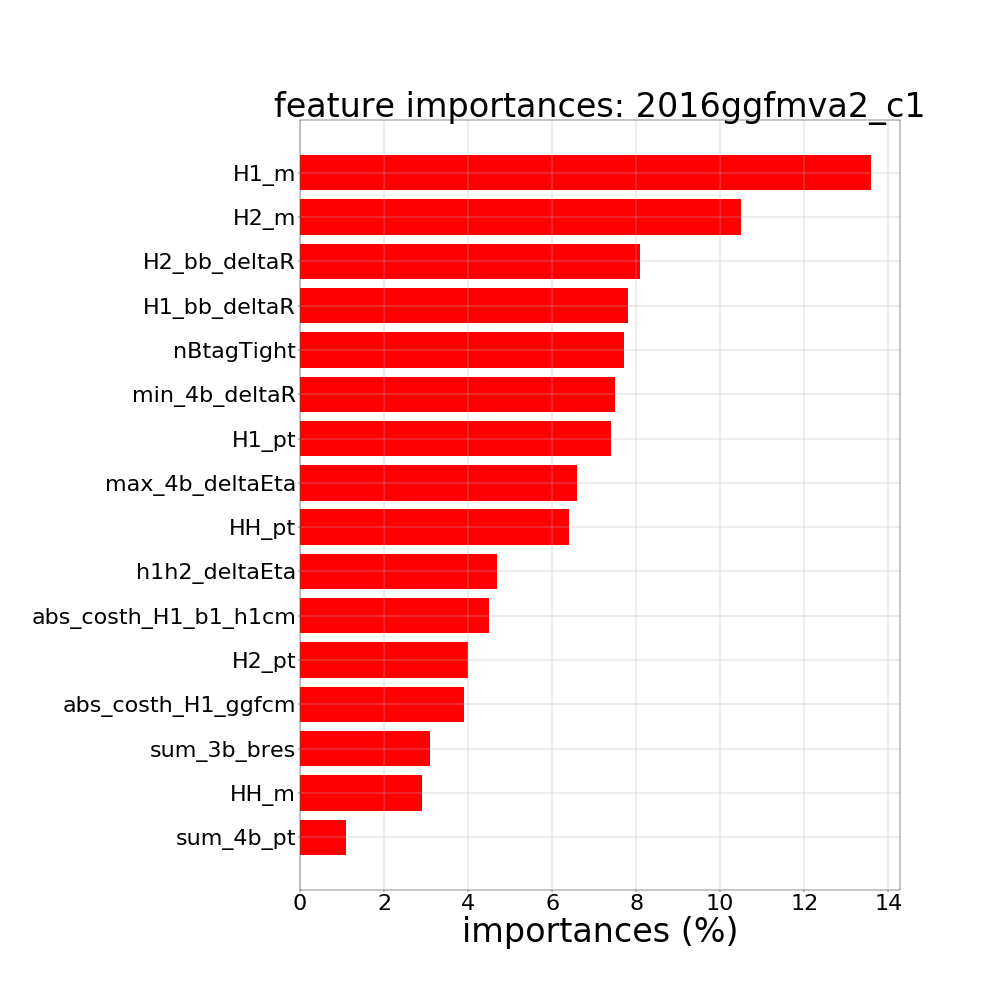 feature importances: 2016ggfmva2_c1
H1_m
H2_m
H2_bb_deltaR
H1_bb_deltaR
nBtagTight
min_4b_deltaR
H1_pt
max_4b_deltaEta
HH_pt
h1h2_deltaEta
abs_costh_H1_b1_h1cm
H2_pt
abs_costh_H1_ggfcm
sum_3b_bres
HH_m
sum_4b_pt
0 2 4 6 8 10 12 14
importances (%)